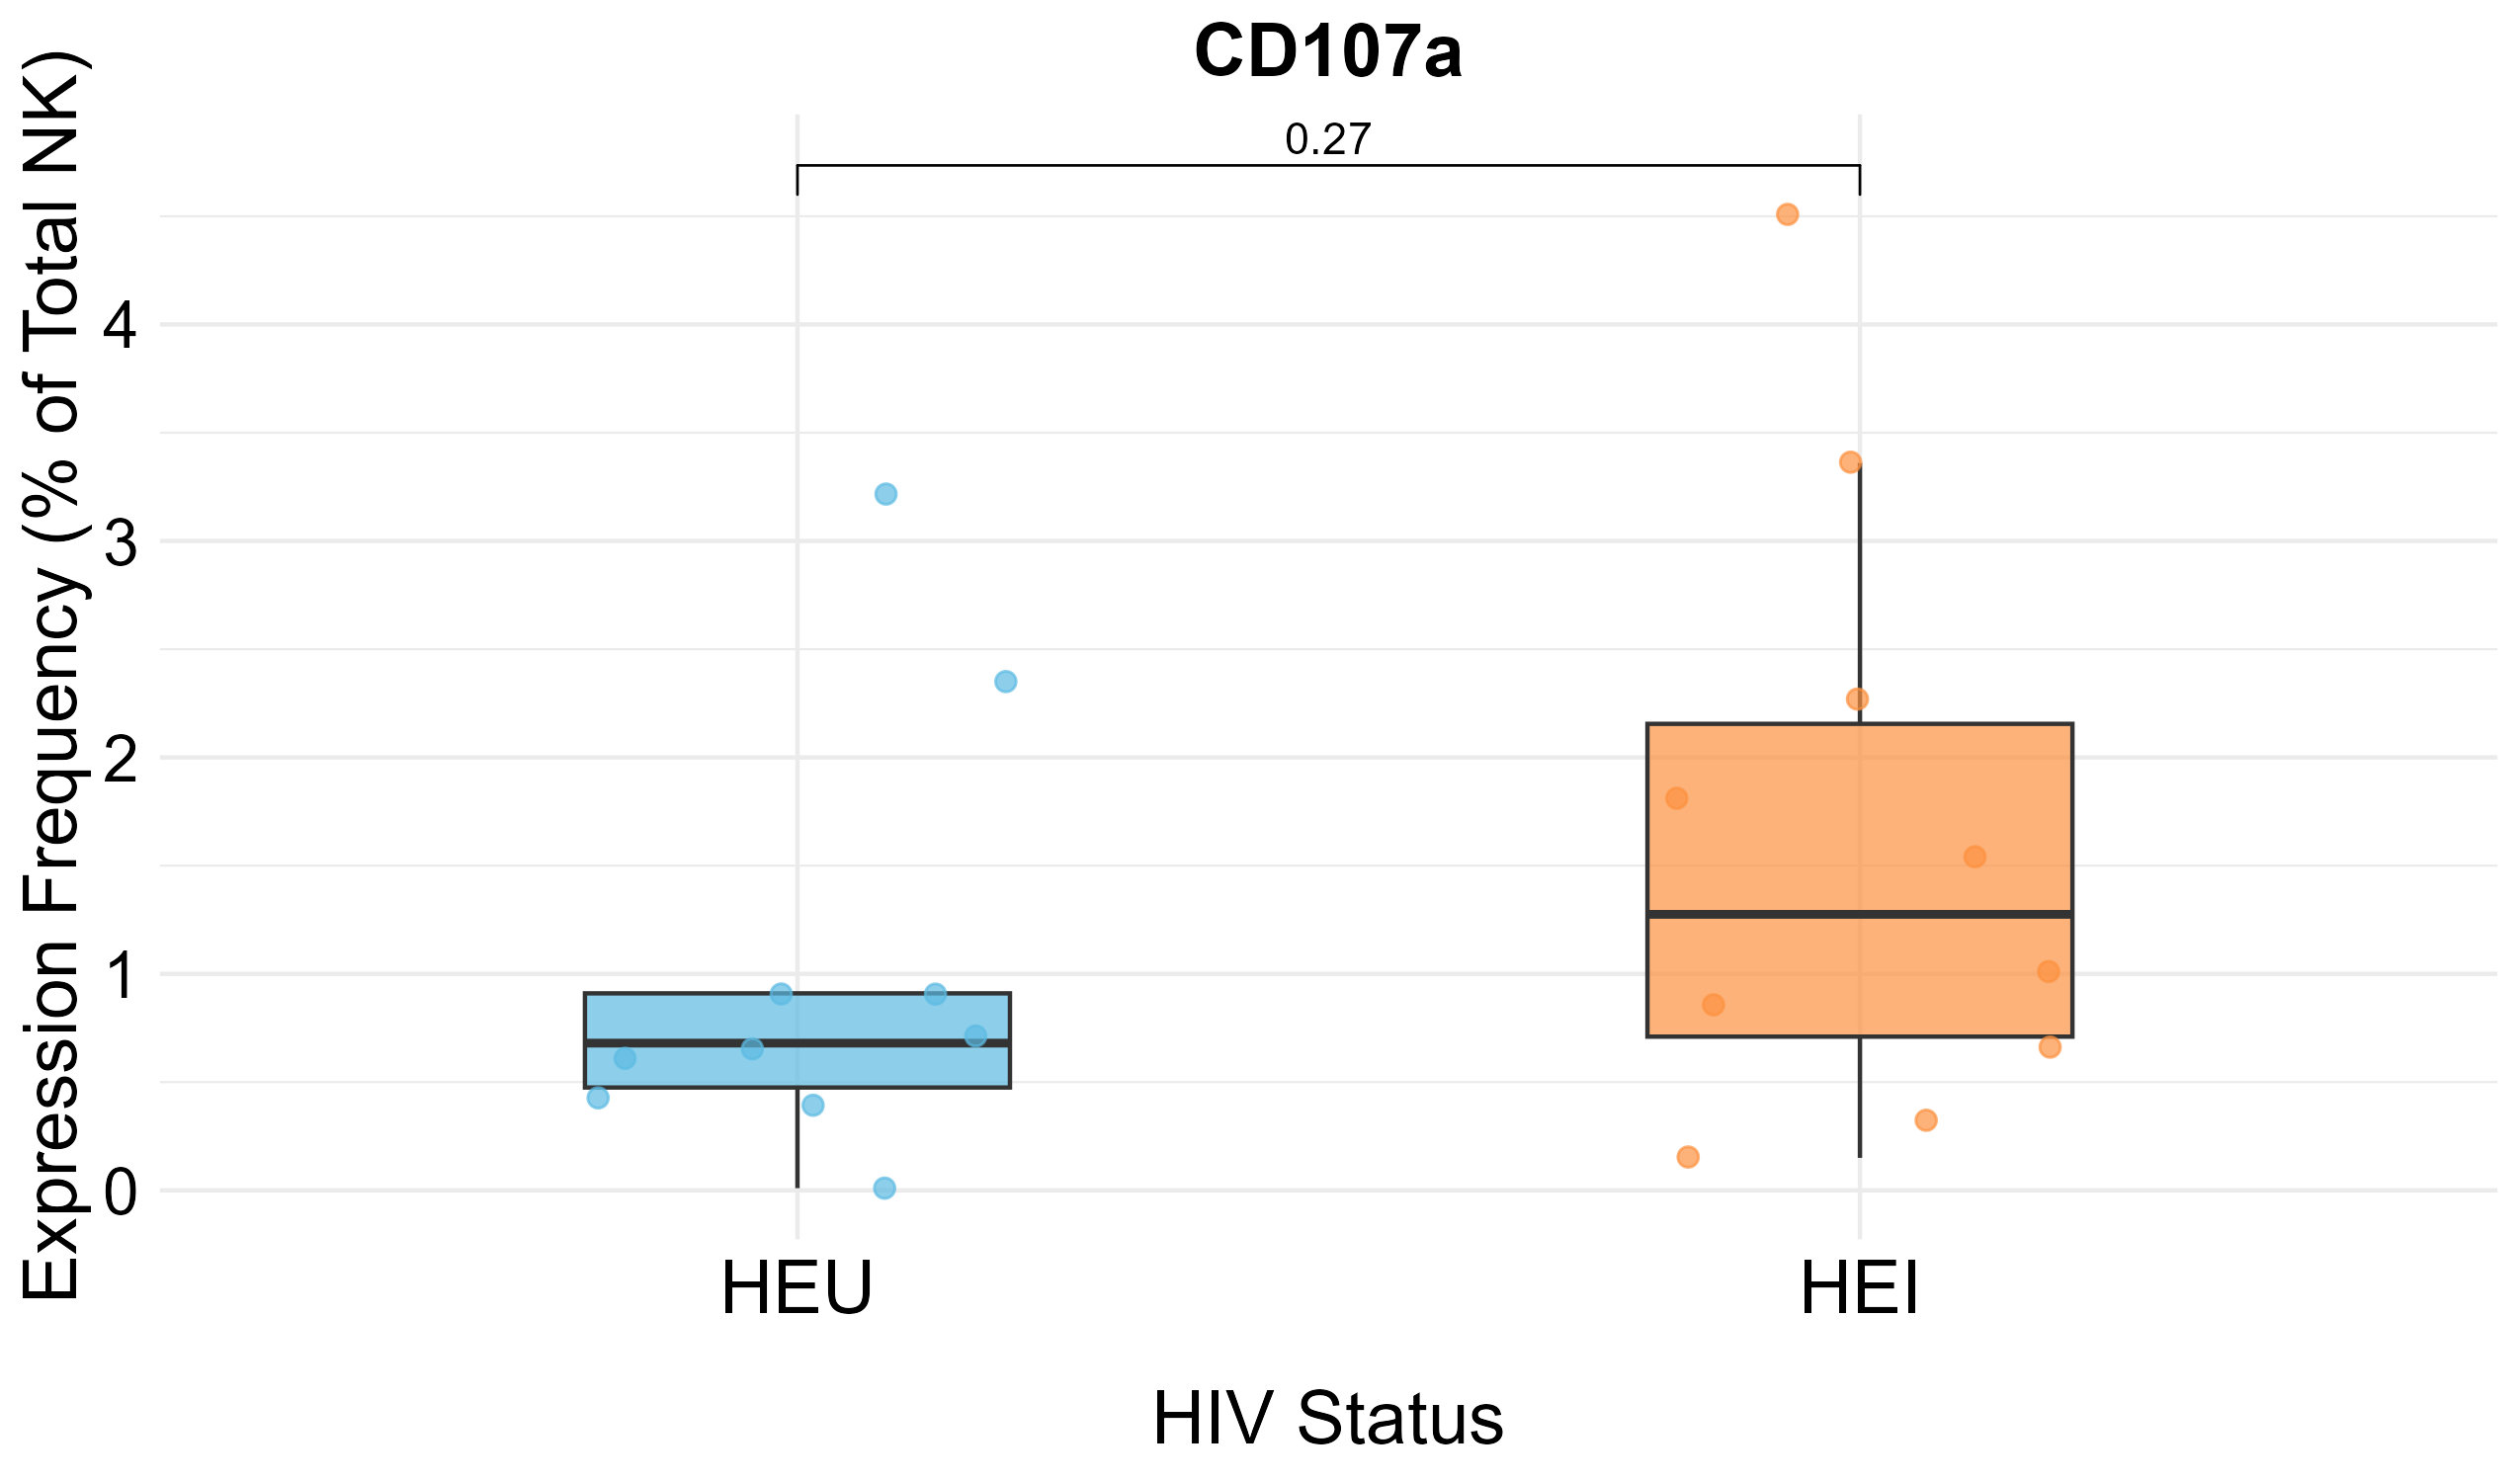 CD107a
0.27
Expression Frequency (% of Total NK)
4
3
2
1
0
HEU
HEI
HIV Status